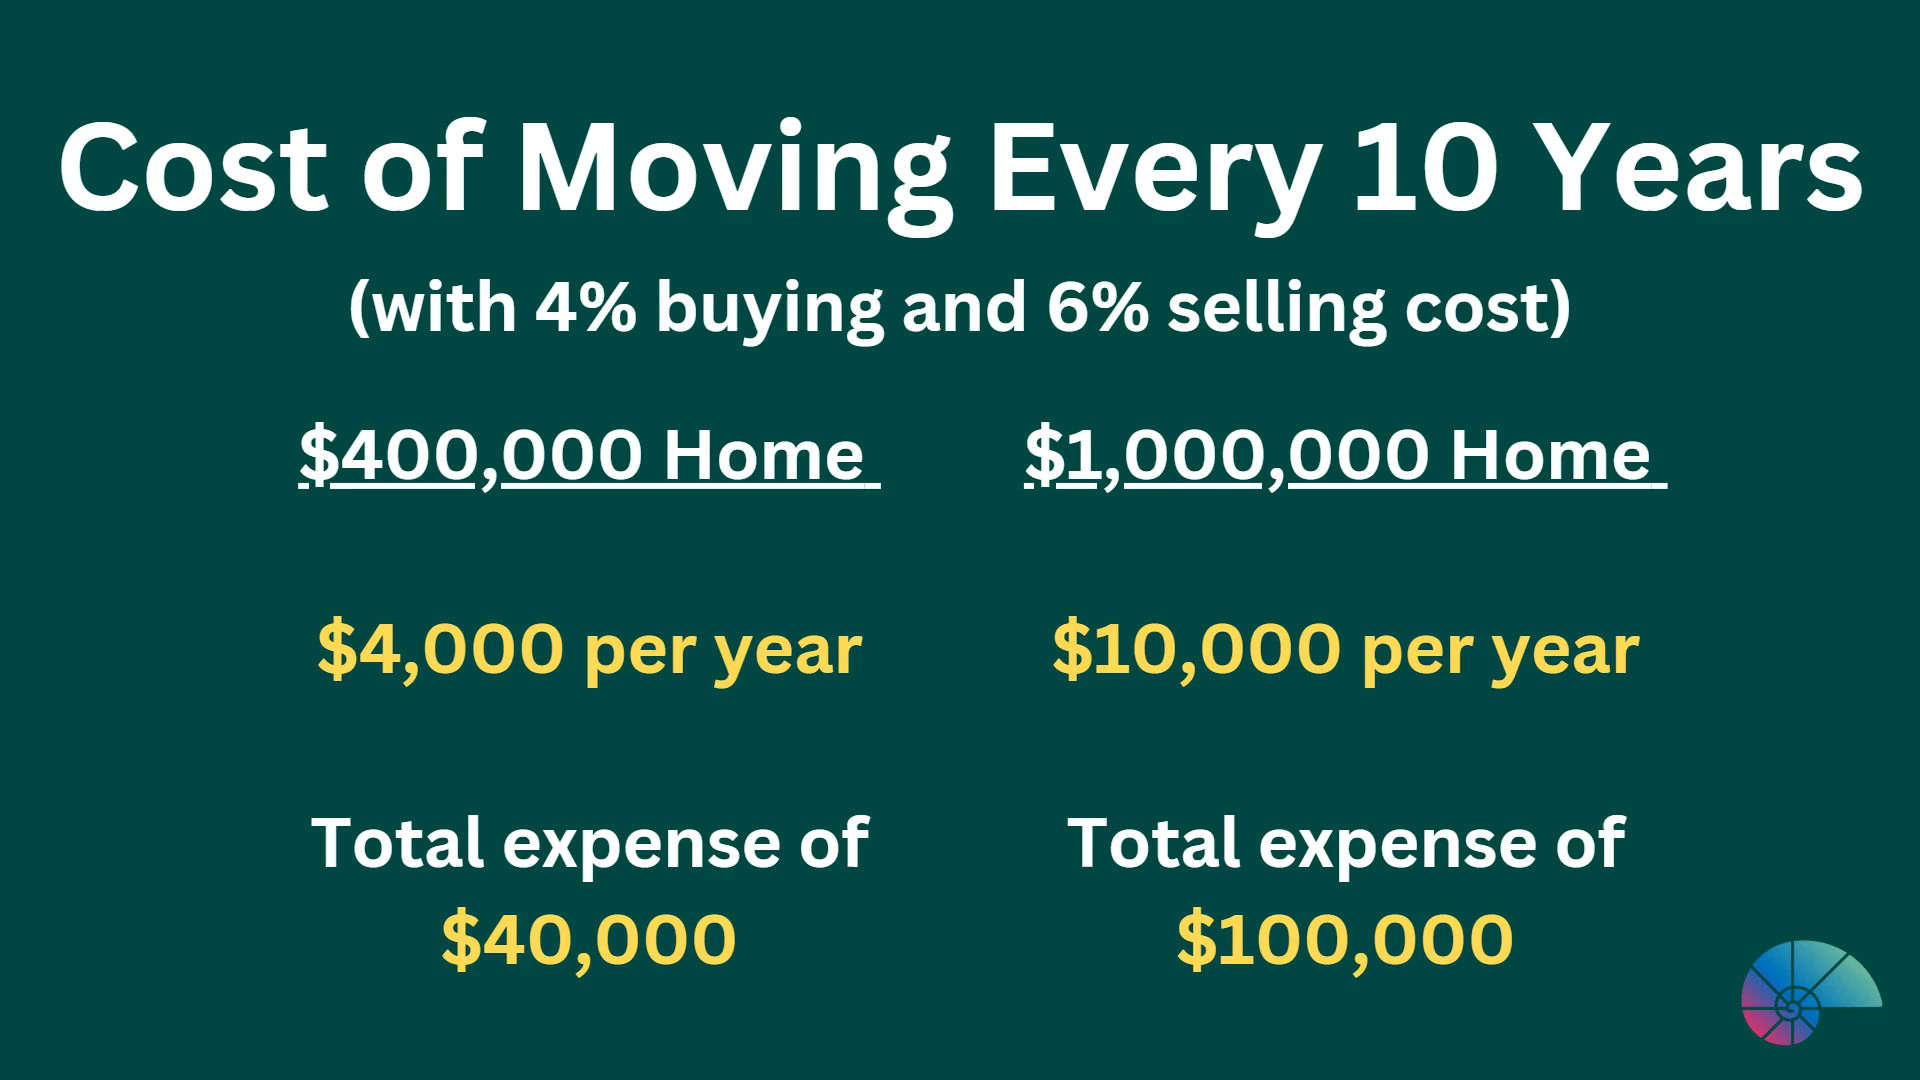 Cost of Moving Every 10 Years
(with 4% buying and 6% selling cost)
$400,000 Home
$1,000,000 Home
$4,000 per year
$10,000 per year
Total expense of
$40,000
Total expense of
$100,000